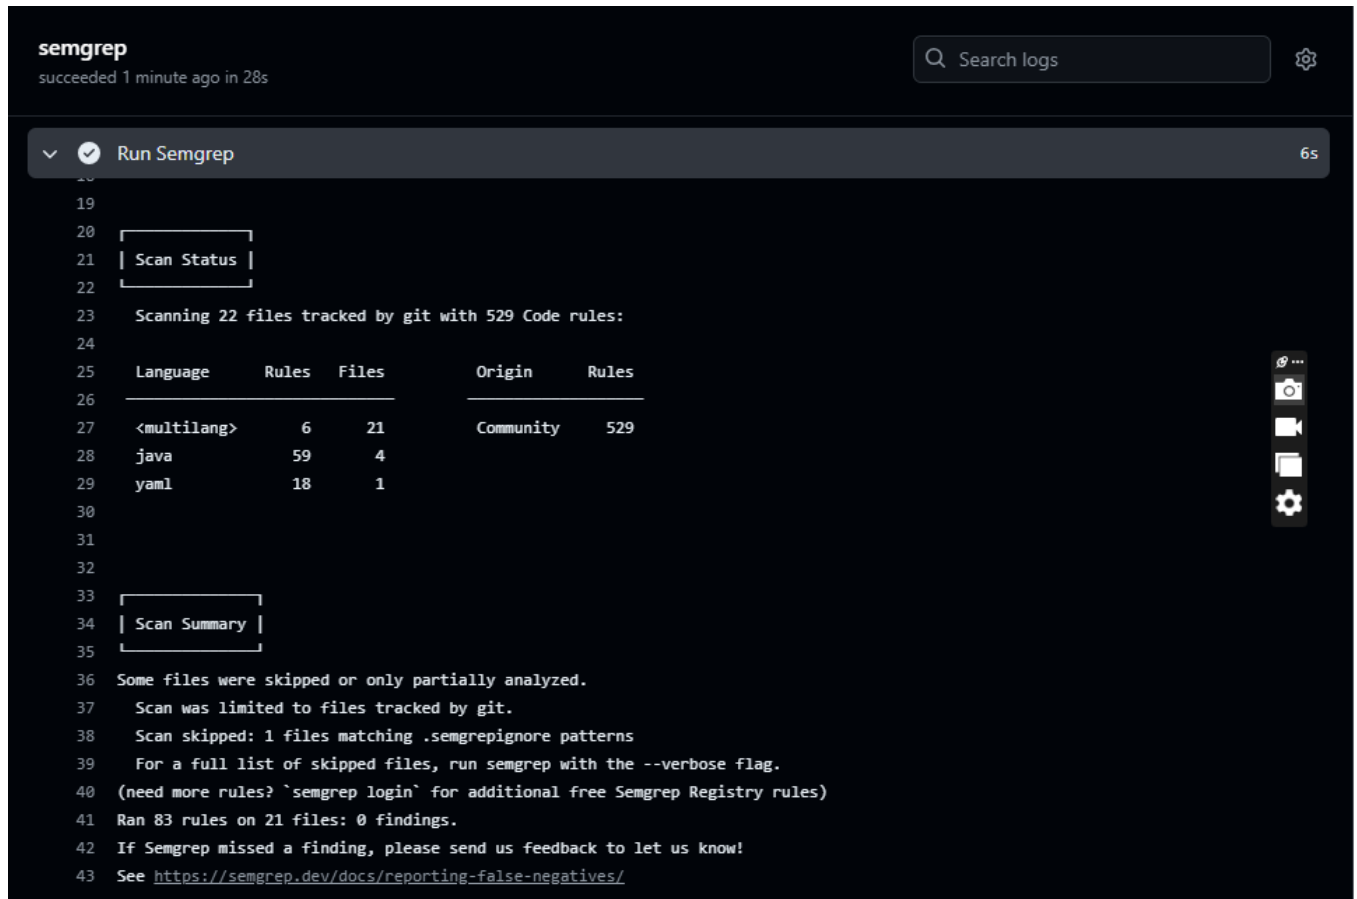 semgrep
succeeded 1 minute ago in 28s
Search logs
Run Semgrep 6s
19
20
21 | Scan Status |
22
23 Scanning 22 files tracked by git with 529 Code rules:
24
25 Language Rules Files Origin Rules
26
27 <multilang> 6 21 Community 529
28 java 59 4
29 yaml 18 1
30
31
32
33
34 | Scan Summary |
35
36 Some files were skipped or only partially analyzed.
37 Scan was limited to files tracked by git.
38 Scan skipped: 1 files matching .semgrepignore patterns
39 For a full list of skipped files, run semgrep with the --verbose flag.
40 (need more rules? `semgrep login` for additional free Semgrep Registry rules)
41 Ran 83 rules on 21 files: 0 findings.
42 If Semgrep missed a finding, please send us feedback to let us know!
43 See https://semgrep.dev/docs/reporting-false-negatives/